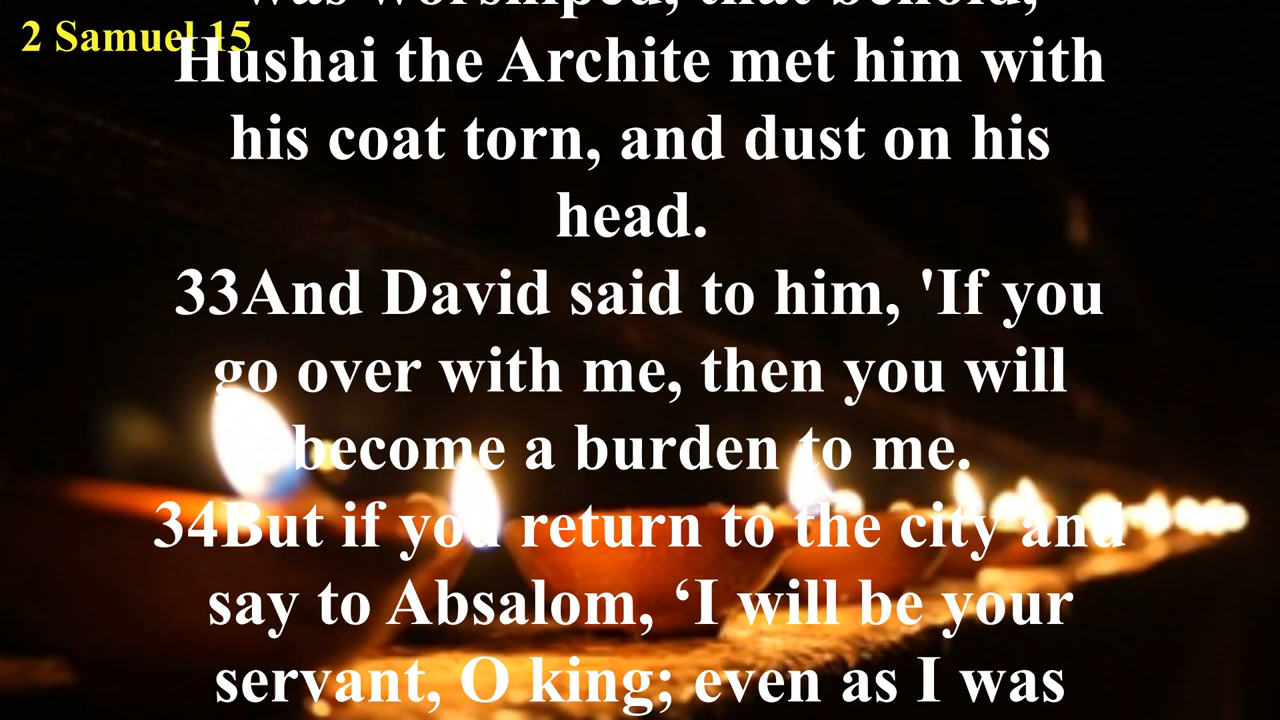 was worshiped, that behold,
2 Samuel 15
Hushai the Archite met him with
his coat torn, and dust on his
head.
33And David said to him, 'If you
go over with me, then you will
become a burden to me.
34But if you return to the city and
say to Absalom, ‘I will be your
servant, O king; even as I was